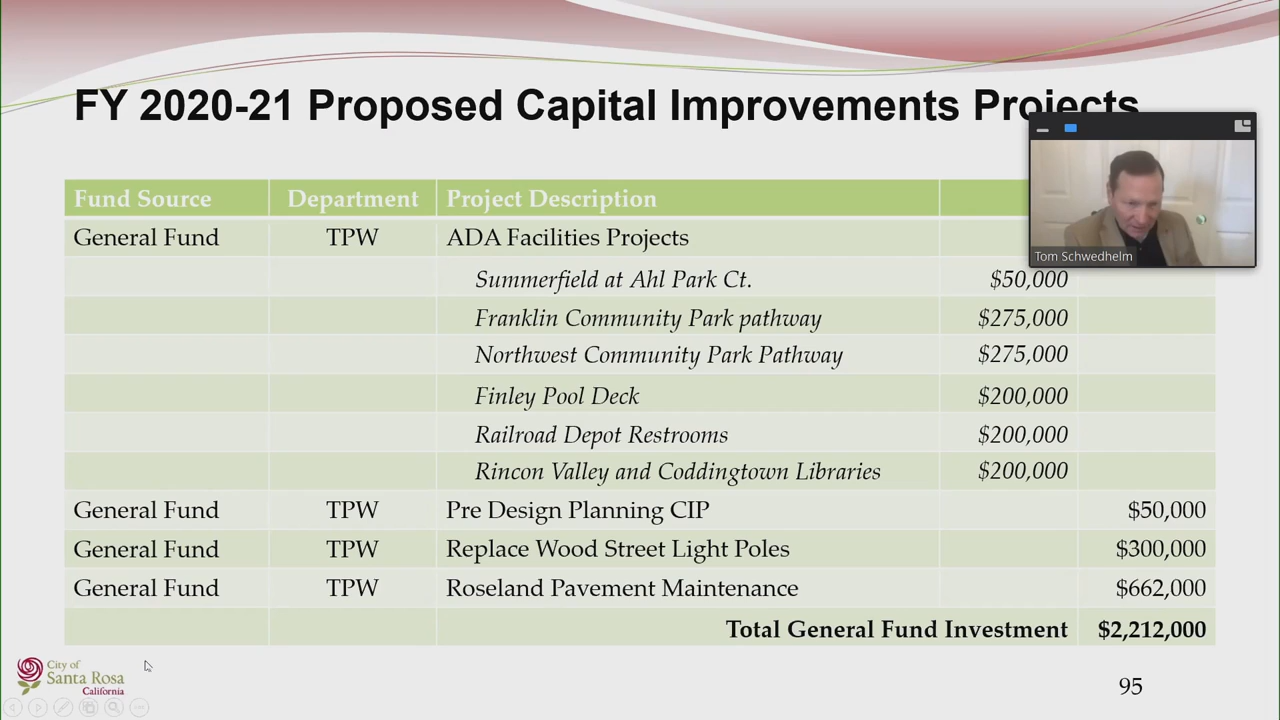 FY 2020-21 Proposed Capital Improvements Projects
Fund Source Department Project Description
General Fund TPW ADA Facilities Projects
Tom Schwedhelm
Summerfield at Ahl Park Ct. $50,000
Franklin Community Park pathway $275,000
Northwest Community Park Pathway $275,000
Finley Pool Deck $200,000
Railroad Depot Restrooms $200,000
Rincon Valley and Coddingtown Libraries $200,000
General Fund TPW Pre Design Planning CIP $50,000
General Fund TPW Replace Wood Street Light Poles $300,000
General Fund TPW Roseland Pavement Maintenance $662,000
Total General Fund Investment $2,212,000
City of
Santa Rosa
California
95